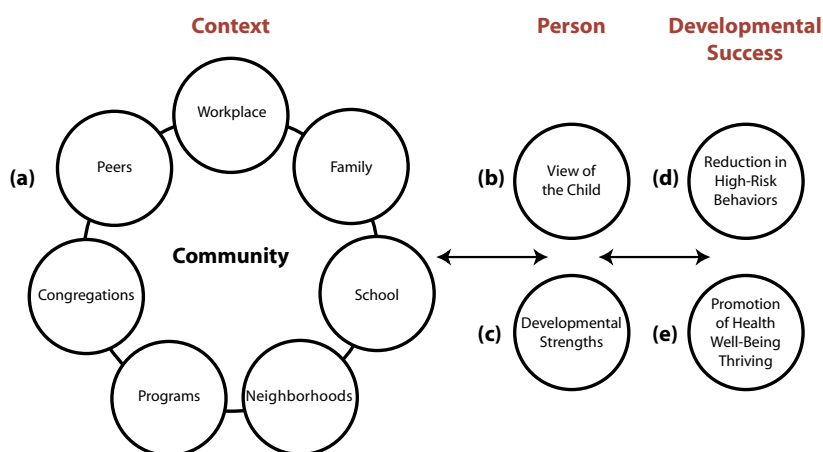 Context
Person
Developmental
Success
Workplace
Peers
Family
(a)
Community
Congregations
School
Programs
Neighborhoods
(b)
View of
the Child
(c)
Developmental
Strengths
(d)
Reduction in
High-Risk
Behaviors
(e)
Promotion
of Health
Well-Being
Thriving